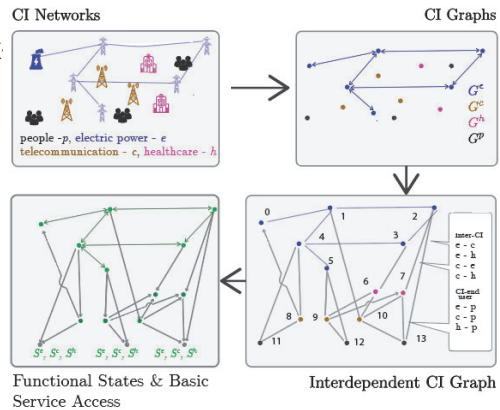 CI Networks
people -p, electric power - e
telecommunication - c, healthcare - h
CI Graphs
G^e
G^c
G^h
G^p
0
1
2
4
3
5
6
7
8
9
10
11
12
13
inter-CI
e - c
e - h
c - e
c - h
CI-end
user
e - p
c - p
h - p
Interdependent CI Graph
S^e, S^c, S^h S^e, S^c, S^h S^e, S^c, S^h
Functional States & Basic
Service Access